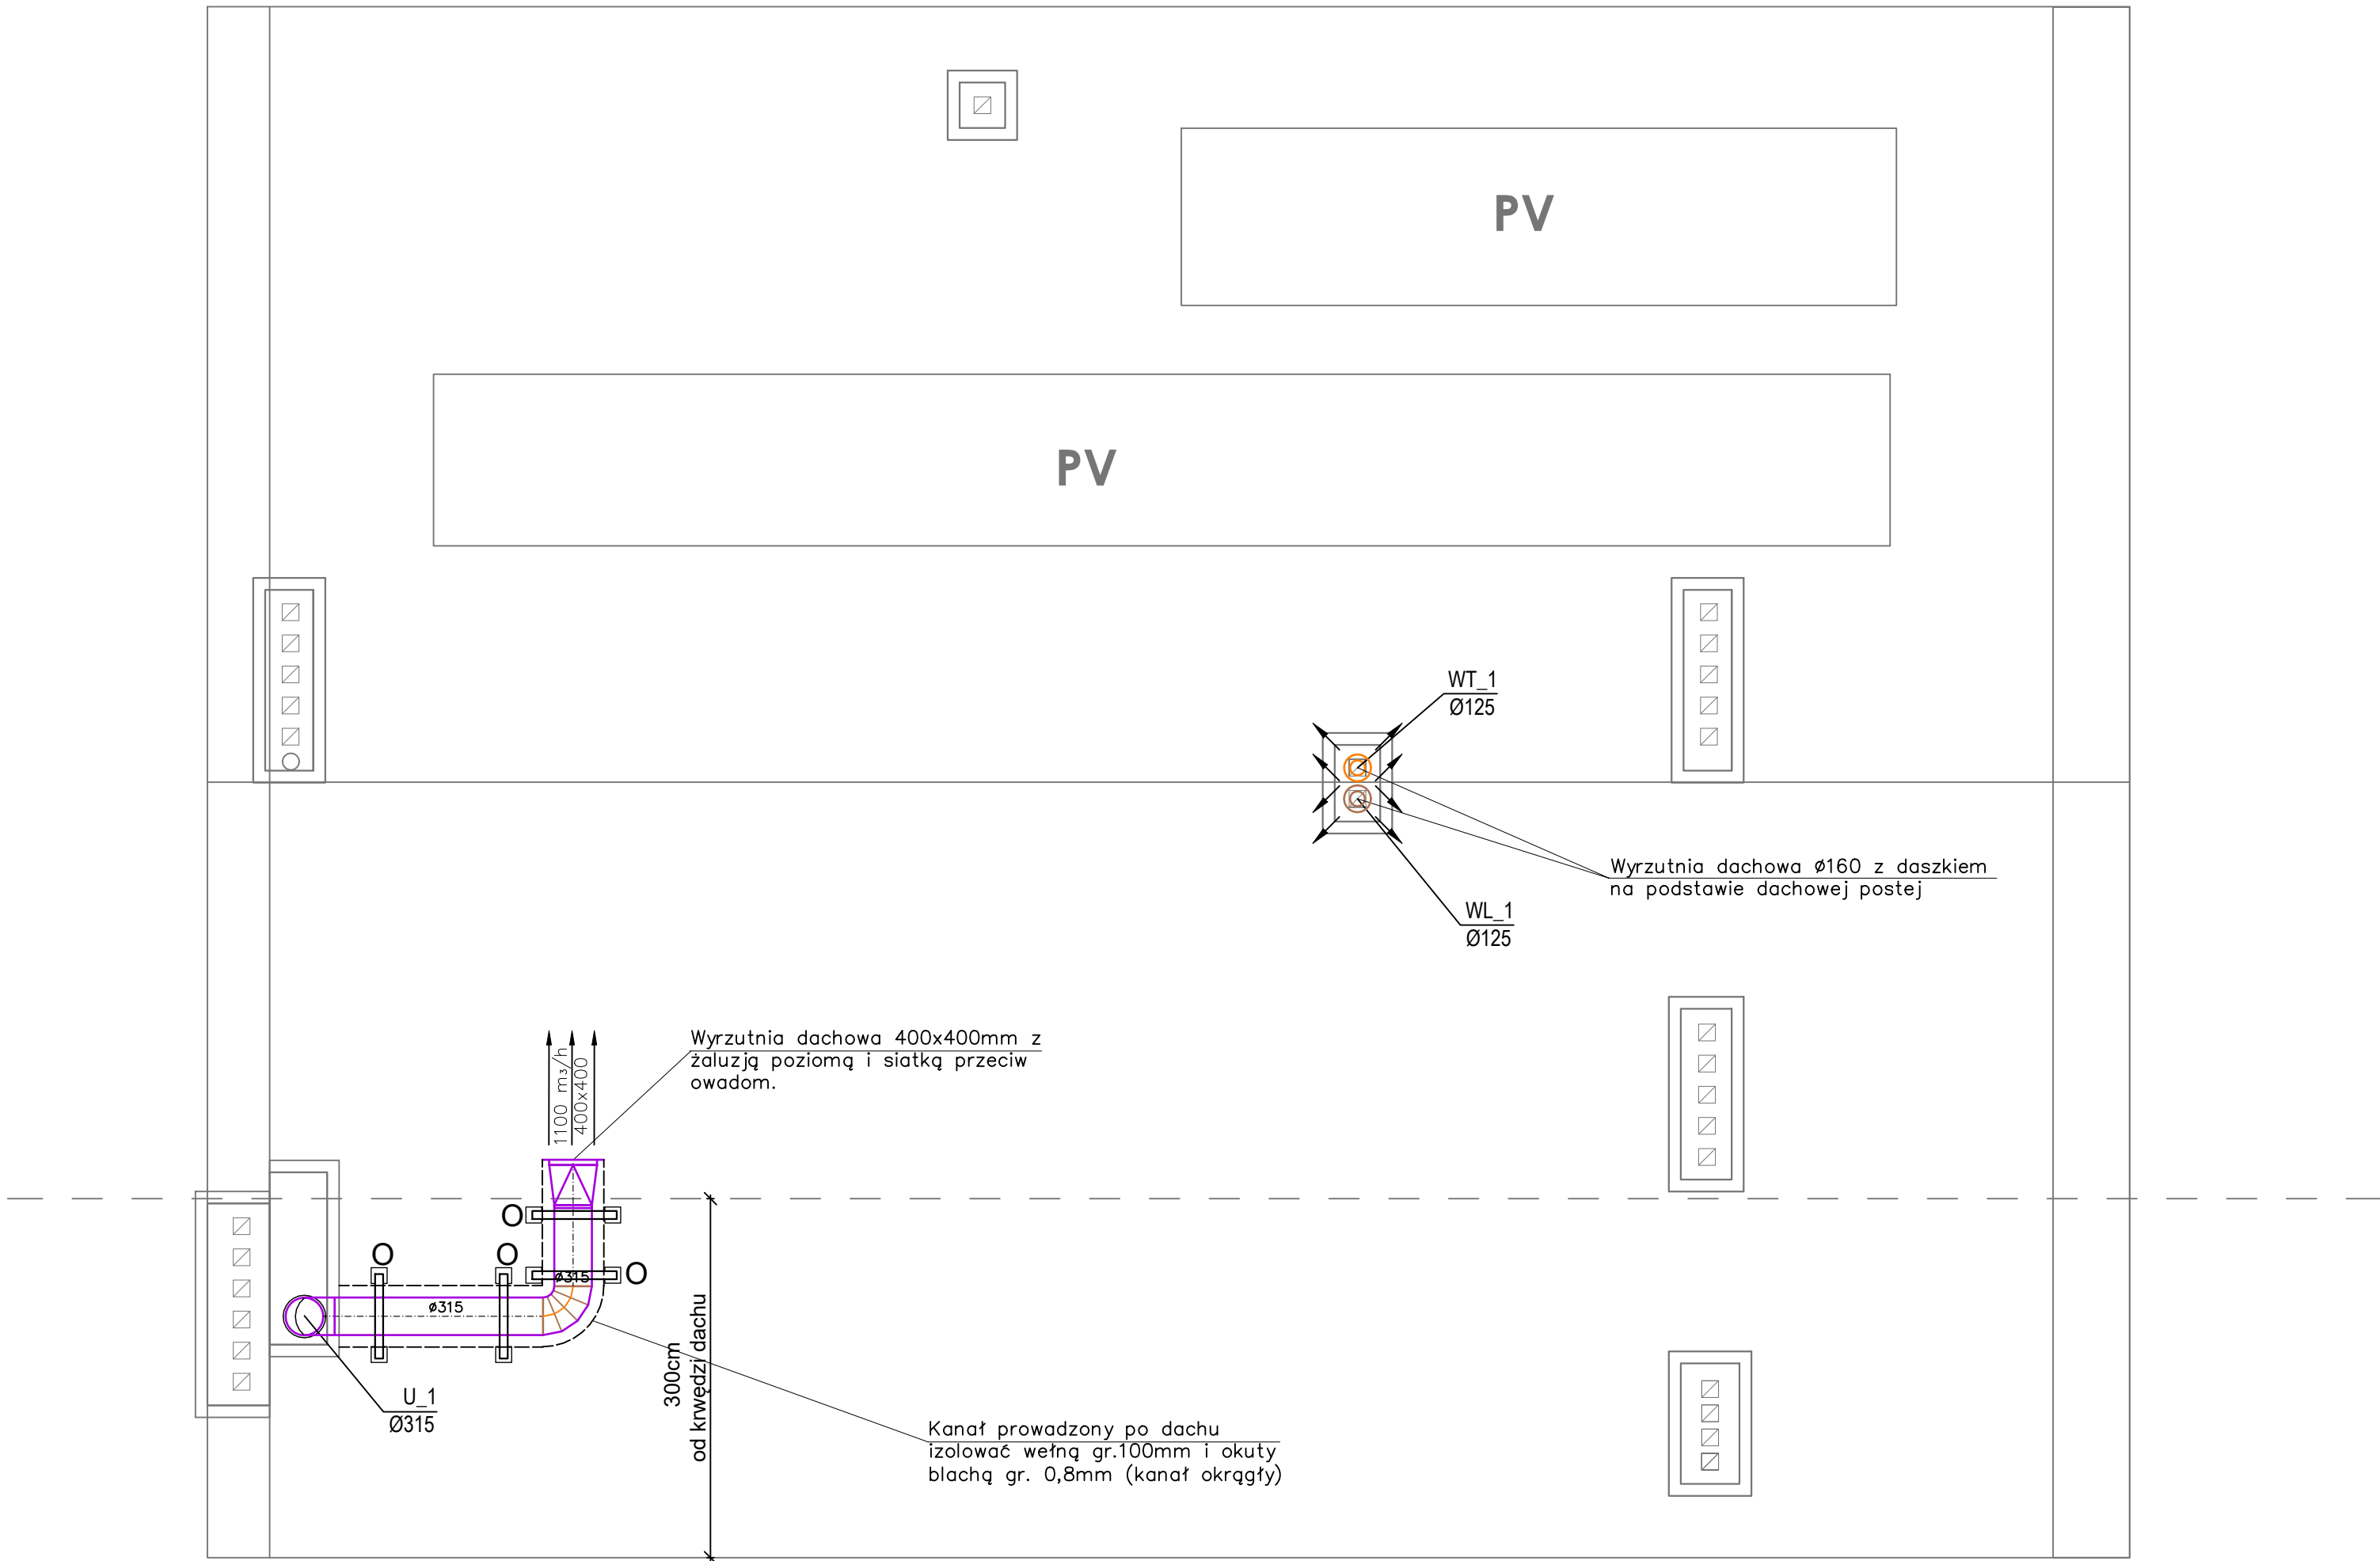 PV
PV
WT_1
Ø125
Wyrzutnia dachowa Ø160 z daszkiem
na podstawie dachowej postej
WL_1
Ø125
Wyrzutnia dachowa 400x400mm z
żaluzją poziomą i siatką przeciw
owadom.
1100 m₃/h
400x400
O
O
O
O
ø315
ø315
U_1
Ø315
300cm
od krwędzi dachu
Kanał prowadzony po dachu
izolować wełną gr.100mm i okuty
blachą gr. 0,8mm (kanał okrągły)